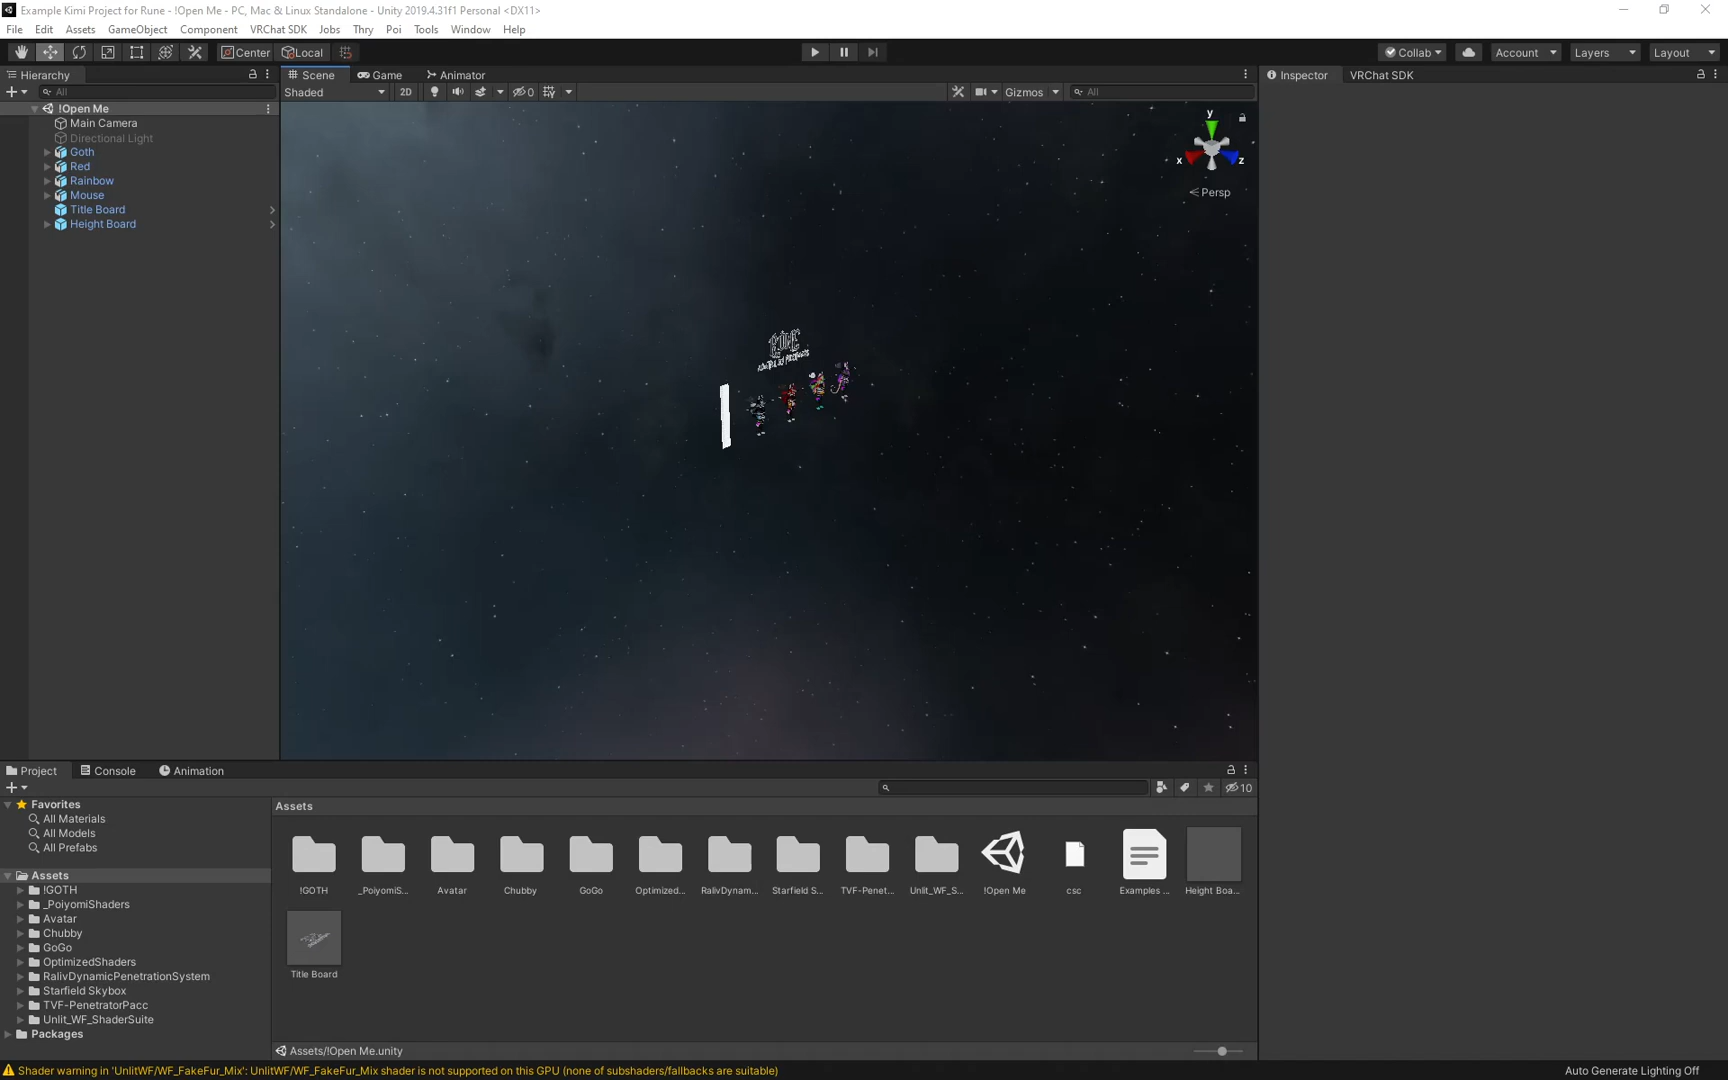 Example Kimi Project for Rune - !Open Me - PC, Mac & Linux Standalone - Unity 2019.4.31f1 Personal <DX11>
File Edit Assets GameObject Component VRChat SDK Jobs Thry Poi Tools Window Help
Center Local
Collab Account Layers Layout
Hierarchy
Scene Game Animator
Inspector VRChat SDK
All
Shaded 2D 0 Gizmos All
!Open Me
Main Camera
Directional Light
Goth
Red
Rainbow
Mouse
Title Board
Height Board
y
x z
Persp
Project Console Animation
10
Favorites
All Materials
All Models
All Prefabs
Assets
!GOTH
_PoiyomiShaders
Avatar
Chubby
GoGo
OptimizedShaders
RalivDynamicPenetrationSystem
Starfield Skybox
TVF-PenetratorPacc
Unlit_WF_ShaderSuite
Packages
Assets
!GOTH _PoiyomiS... Avatar Chubby GoGo Optimized... RalivDynam... Starfield S... TVF-Penet... Unlit_WF_S... !Open Me csc Examples ... Height Boa...
Title Board
Assets/!Open Me.unity
Shader warning in 'UnlitWF/WF_FakeFur_Mix': UnlitWF/WF_FakeFur_Mix shader is not supported on this GPU (none of subshaders/fallbacks are suitable)
Auto Generate Lighting Off